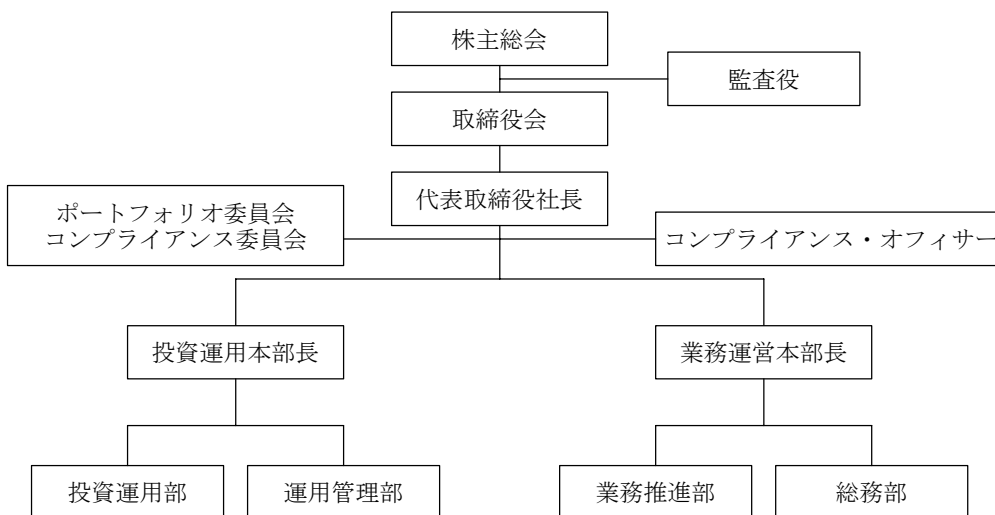 株主総会
監査役
取締役会
代表取締役社長
ポートフォリオ委員会
コンプライアンス委員会
コンプライアンス・オフィサー
投資運用本部長
業務運営本部長
投資運用部
運用管理部
業務推進部
総務部